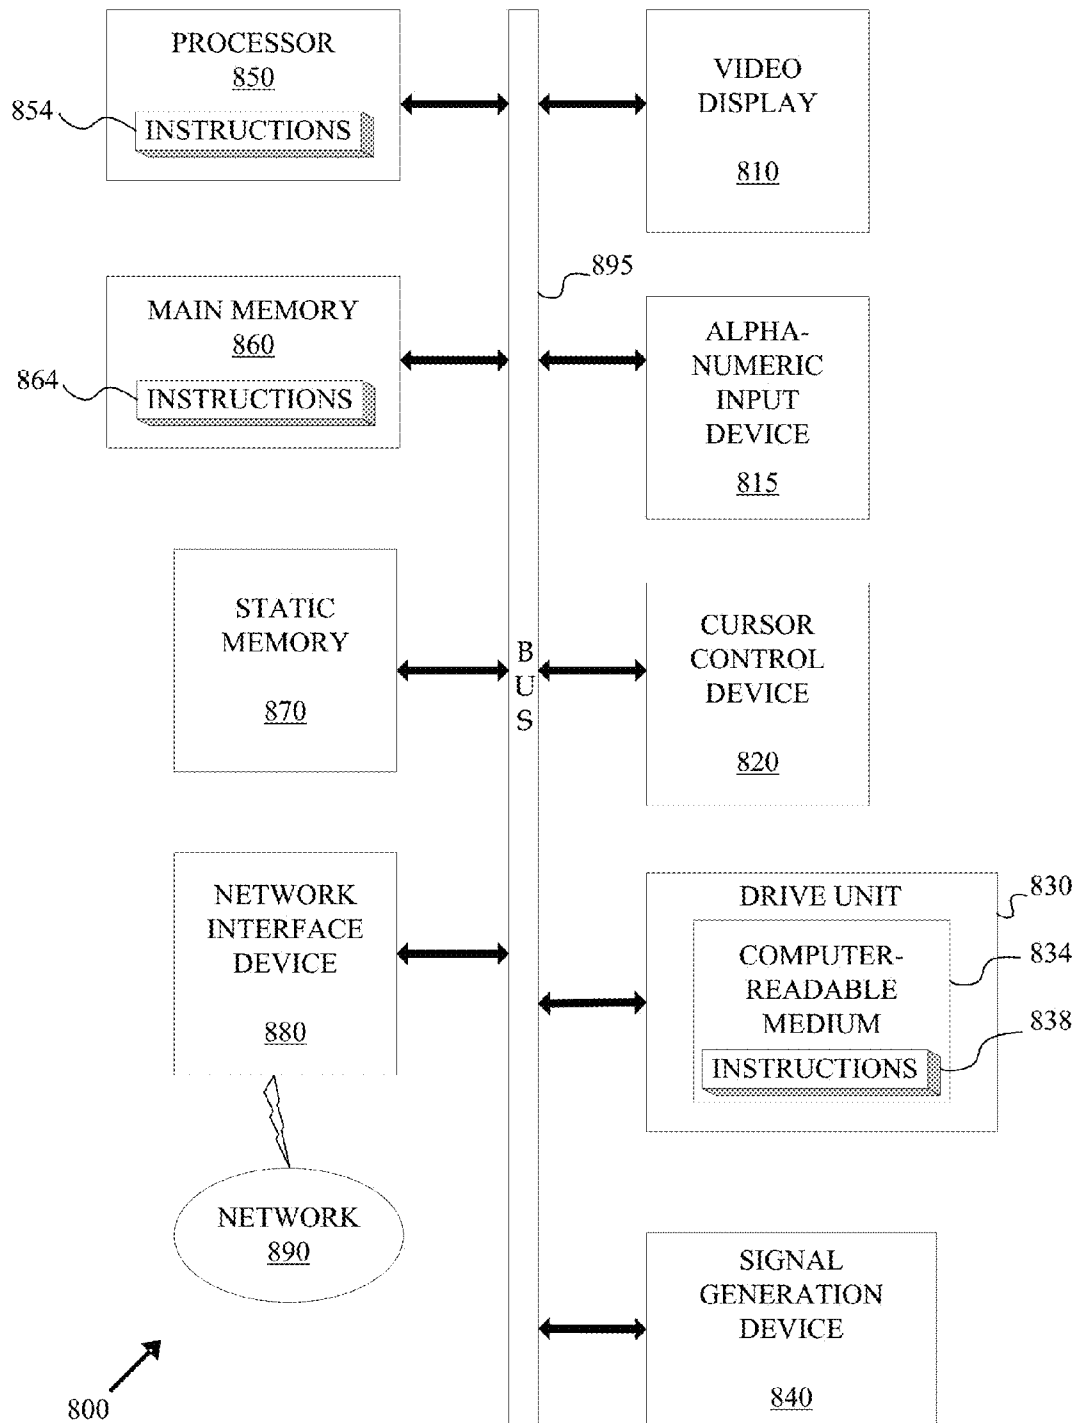 PROCESSOR
850
854
INSTRUCTIONS
VIDEO
DISPLAY
810
895
MAIN MEMORY
860
864
INSTRUCTIONS
ALPHA-
NUMERIC
INPUT
DEVICE
815
STATIC
MEMORY
870
B
U
S
CURSOR
CONTROL
DEVICE
820
NETWORK
INTERFACE
DEVICE
880
DRIVE UNIT
830
COMPUTER-
READABLE
MEDIUM
834
INSTRUCTIONS
838
NETWORK
890
SIGNAL
GENERATION
DEVICE
840
800